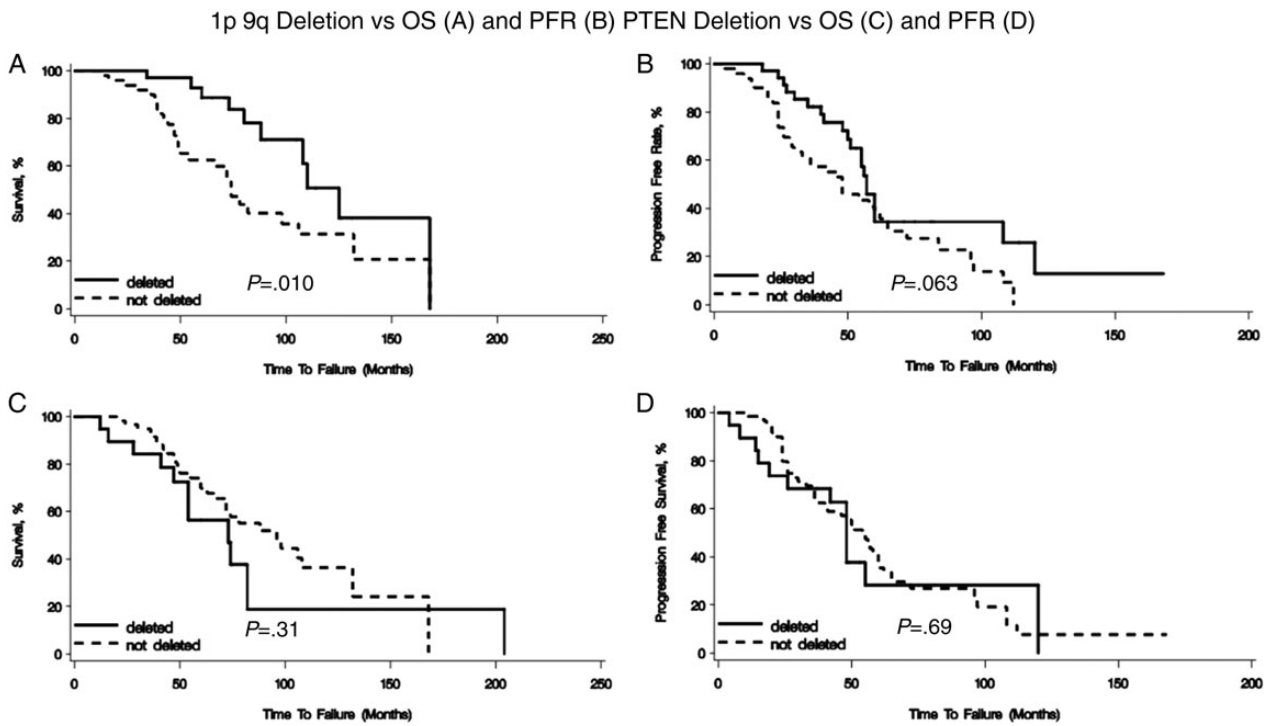 1p 9q Deletion vs OS (A) and PFR (B) PTEN Deletion vs OS (C) and PFR (D)
A
100
80
60
40
20
0
Survival, %
deleted
not deleted
P=.010
0 50 100 150 200 250
Time To Failure (Months)
B
100
80
60
40
20
0
Progression Free Rate, %
deleted
not deleted
P=.063
0 50 100 150 200
Time To Failure (Months)
C
100
80
60
40
20
0
Survival, %
deleted
not deleted
P=.31
0 50 100 150 200 250
Time To Failure (Months)
D
100
80
60
40
20
0
Progresssion Free Survival, %
deleted
not deleted
P=.69
0 50 100 150 200
Time To Failure (Months)